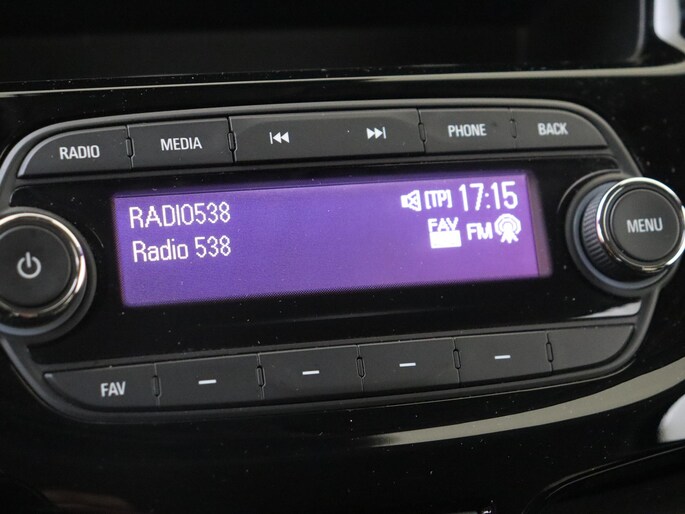 RADIO
MEDIA
PHONE
BACK
RADIO538
[TP] 17:15
Radio 538
FAV
FM
MENU
FAV